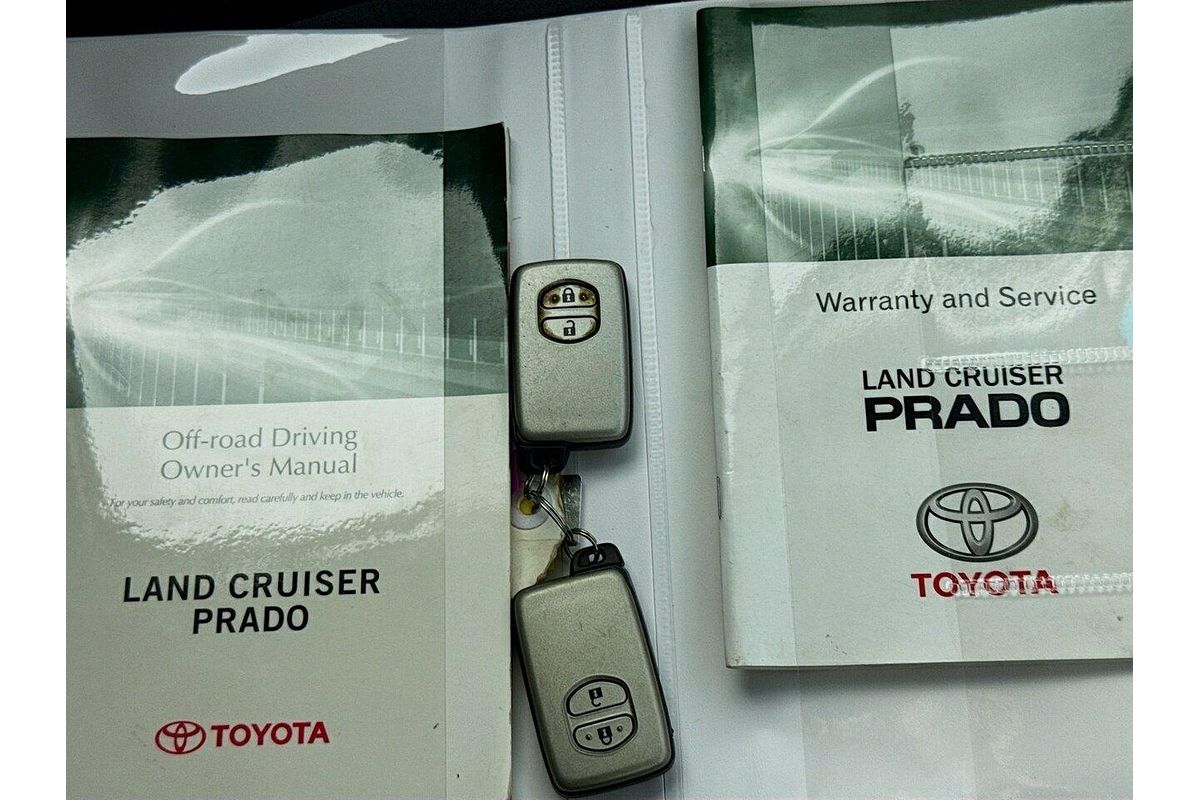 Off-road Driving
Owner's Manual
For your safety and comfort, read carefully and keep in the vehicle.
LAND CRUISER
PRADO
TOYOTA
Warranty and Service
LAND CRUISER
PRADO
TOYOTA